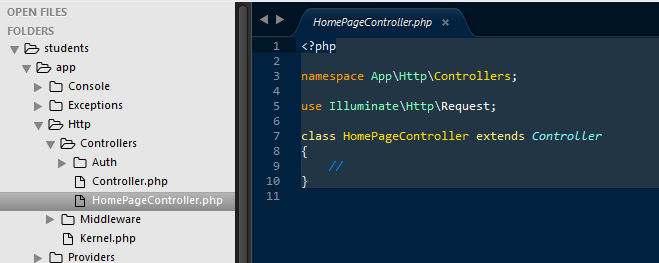 OPEN FILES
FOLDERS
students
app
Console
Exceptions
Http
Controllers
Auth
Controller.php
HomePageController.php
Middleware
Kernel.php
Providers
HomePageController.php ×
1 <?php
2
3 namespace App\Http\Controllers;
4
5 use Illuminate\Http\Request;
6
7 class HomePageController extends Controller
8 {
9     //
10 }
11